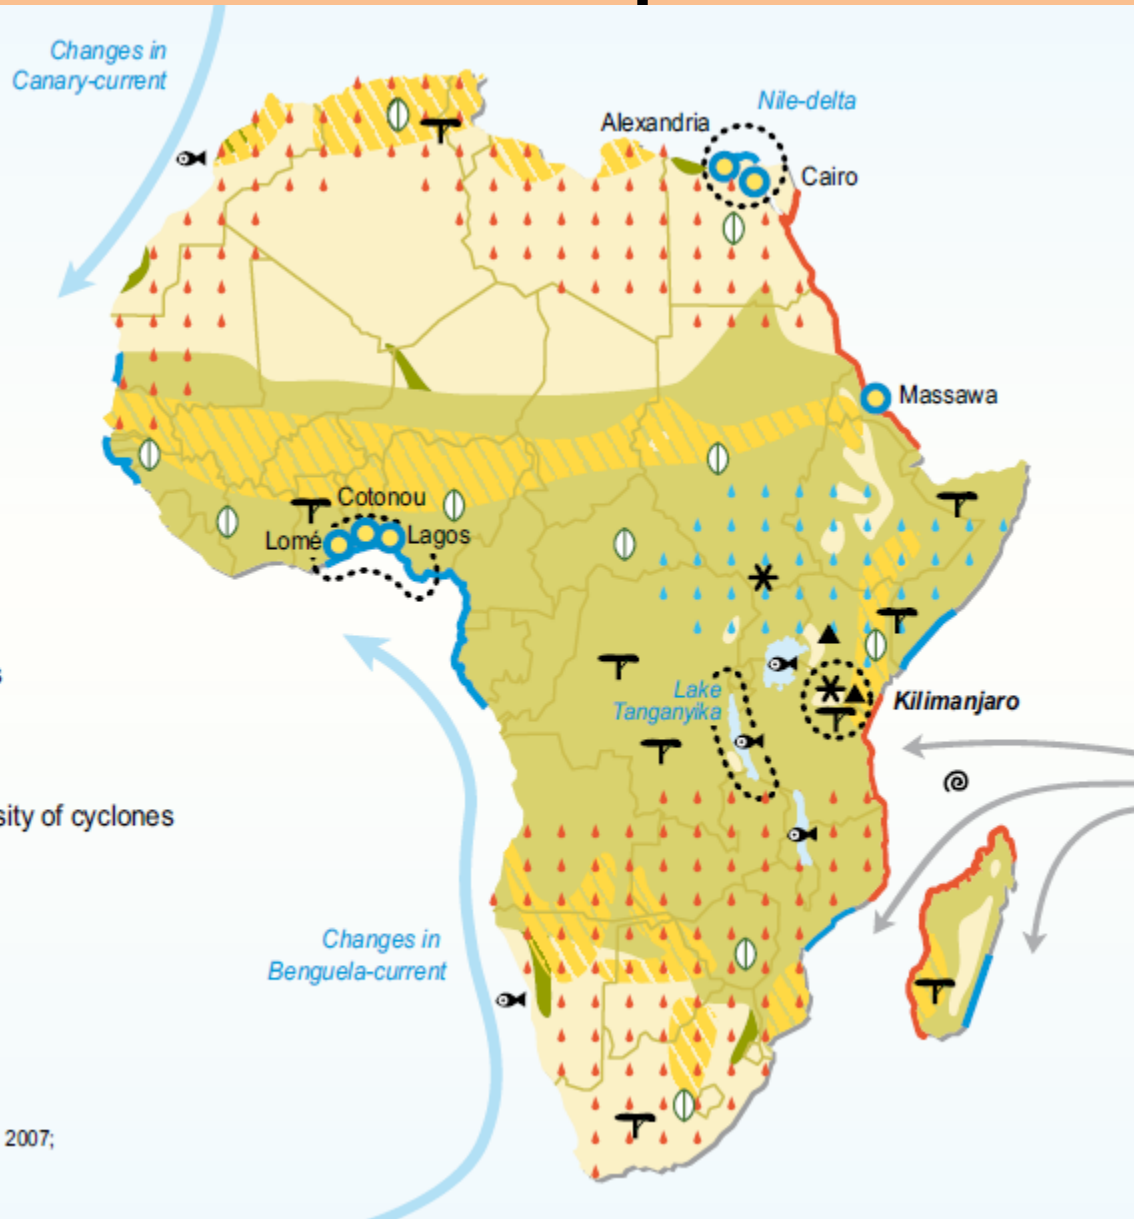 Changes in
Canary-current
Nile-delta
Alexandria
Cairo
Massawa
Cotonou
Lomé
Lagos
Lake
Tanganyika
Kilimanjaro
s
sity of cyclones
Changes in
Benguela-current
2007;